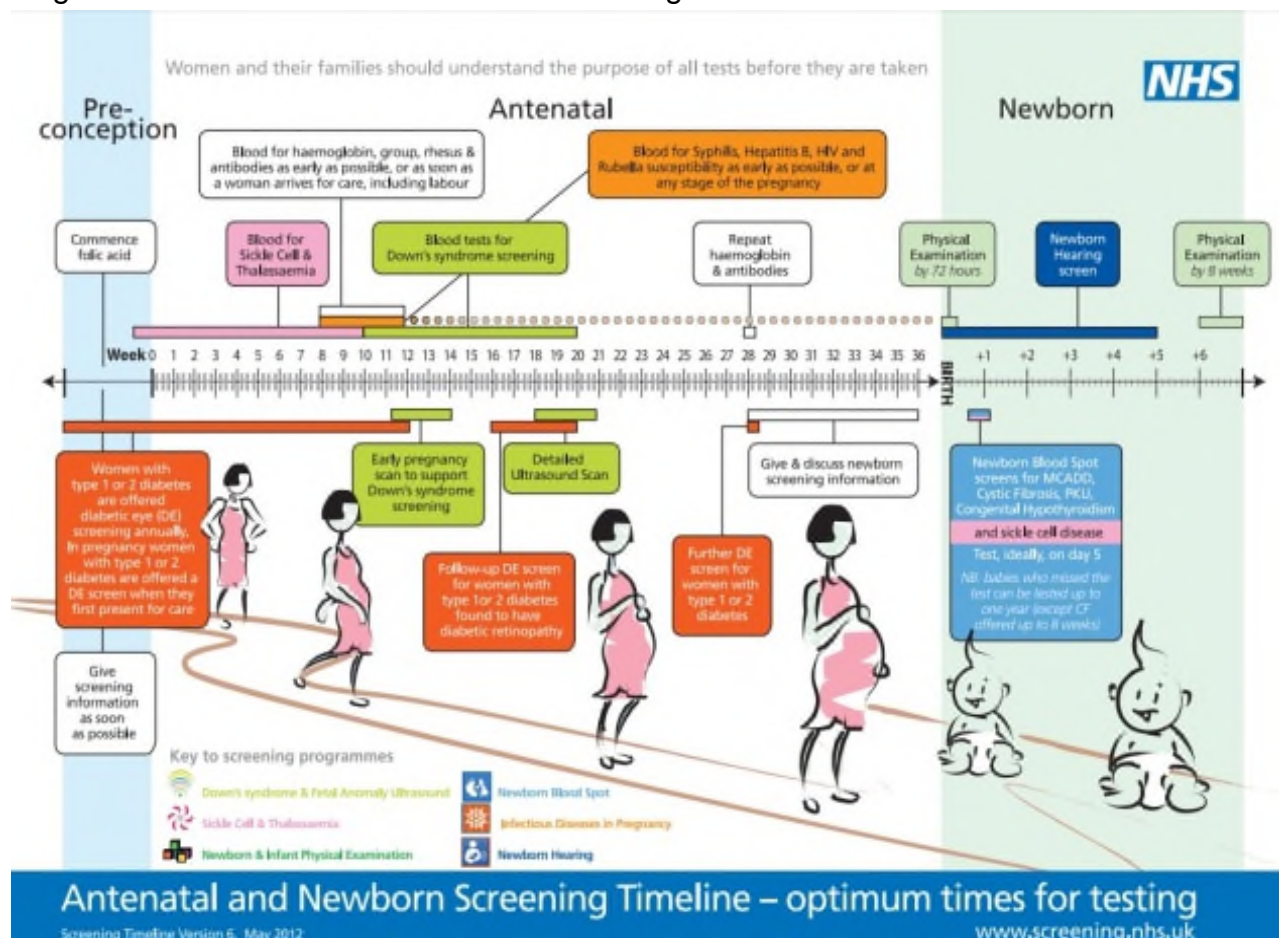 Women and their families should understand the purpose of all tests before they are taken
NHS
Pre-
conception
Antenatal
Newborn
Blood for haemoglobin, group, rhesus &
antibodies as early as possible, or as soon as
a woman arrives for care, including labour
Blood for Syphilis, Hepatitis B, HIV and
Rubella susceptibility as early as possible, or at
any stage of the pregnancy
Commence
folic acid
Blood for
Sickle Cell &
Thalassaemia
Blood tests for
Down's syndrome screening
Repeat
haemoglobin
& antibodies
Physical
Examination
by 72 hours
Newborn
Hearing
screen
Physical
Examination
by 8 weeks
Week 0 1 2 3 4 5 6 7 8 9 10 11 12 13 14 15 16 17 18 19 20 21 22 23 24 25 26 27 28 29 30 31 32 33 34 35 36
BIRTH
+1 +2 +3 +4 +5 +6
Women with
type 1 or 2 diabetes
are offered
diabetic eye (DE)
screening annually.
In pregnancy women
with type 1 or 2
diabetes are offered a
DE screen when they
first present for care
Early pregnancy
scan to support
Down's syndrome
screening
Detailed
Ultrasound Scan
Give & discuss newborn
screening information
Follow-up DE screen
for women with
type 1or 2 diabetes
found to have
diabetic retinopathy
Further DE
screen for
women with
type 1 or 2
diabetes
Newborn Blood Spot
screens for MCADD,
Cystic Fibrosis, PKU,
Congenital Hypothyroidism
and sickle cell disease
Test, ideally, on day 5
NB: babies who missed the
test can be tested up to
one year (except CF
offered up to 8 weeks)
Give
screening
information
as soon
as possible
Key to screening programmes
Down's syndrome & Fetal Anomaly Ultrasound
Sickle Cell & Thalassaemia
Newborn & Infant Physical Examination
Newborn Blood Spot
Infectious Diseases in Pregnancy
Newborn Hearing
Antenatal and Newborn Screening Timeline – optimum times for testing
Screening Timeline Version 6, May 2012
www.screening.nhs.uk